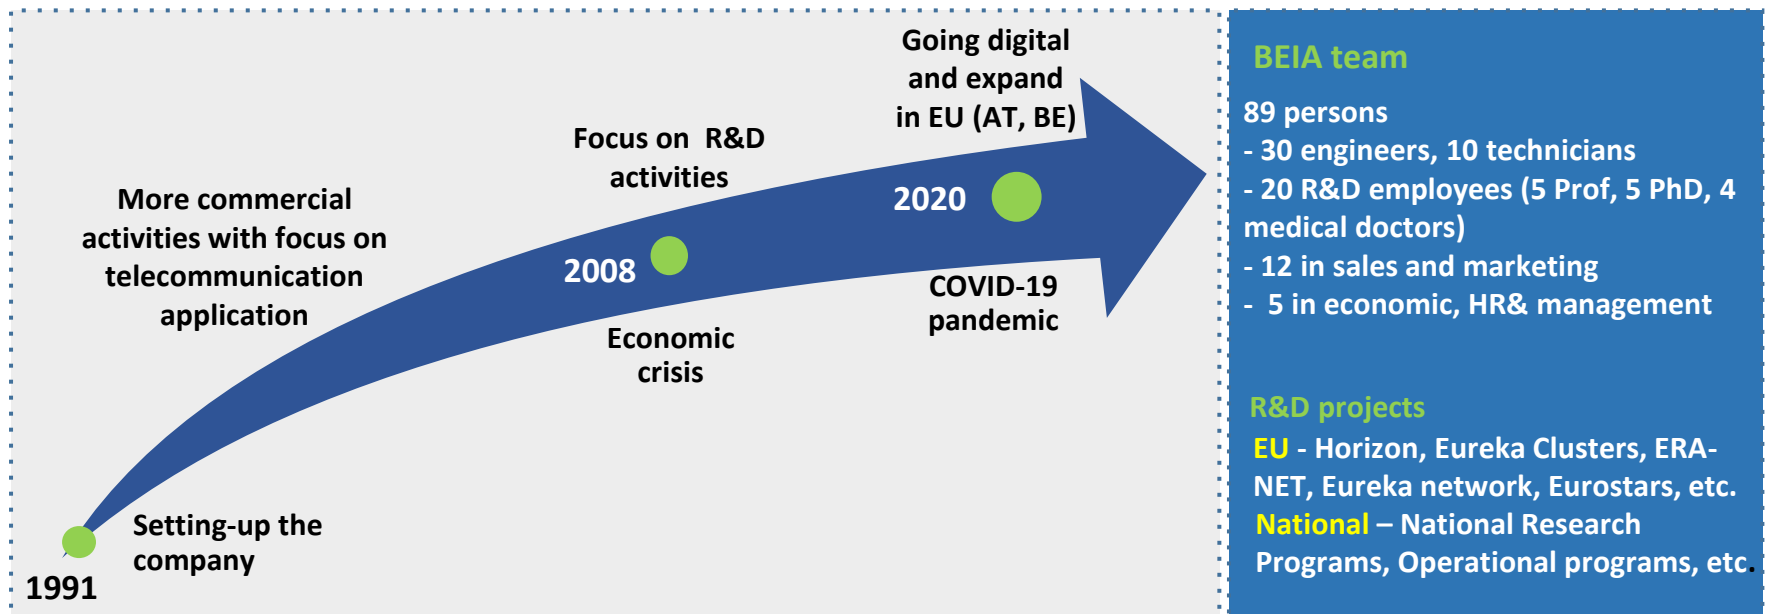 Going digital
and expand
in EU (AT, BE)
Focus on R&D
activities
More commercial
activities with focus on
telecommunication
application
2020
2008
COVID-19
pandemic
Economic
crisis
Setting-up the
company
1991
BEIA team
89 persons
- 30 engineers, 10 technicians
- 20 R&D employees (5 Prof, 5 PhD, 4
medical doctors)
- 12 in sales and marketing
- 5 in economic, HR& management
R&D projects
EU - Horizon, Eureka Clusters, ERA-
NET, Eureka network, Eurostars, etc.
National – National Research
Programs, Operational programs, etc.